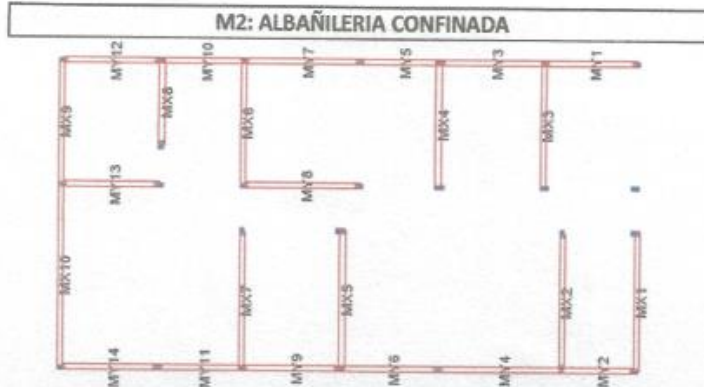 M2: ALBAÑILERIA CONFINADA
MY12
MY10
MY7
MY5
MY3
MY1
MX9
MX8
MX6
MX4
MX3
MY13
MY8
MX10
MX7
MX5
MX2
MX1
MY14
MY11
MY9
MY6
MY4
MY2